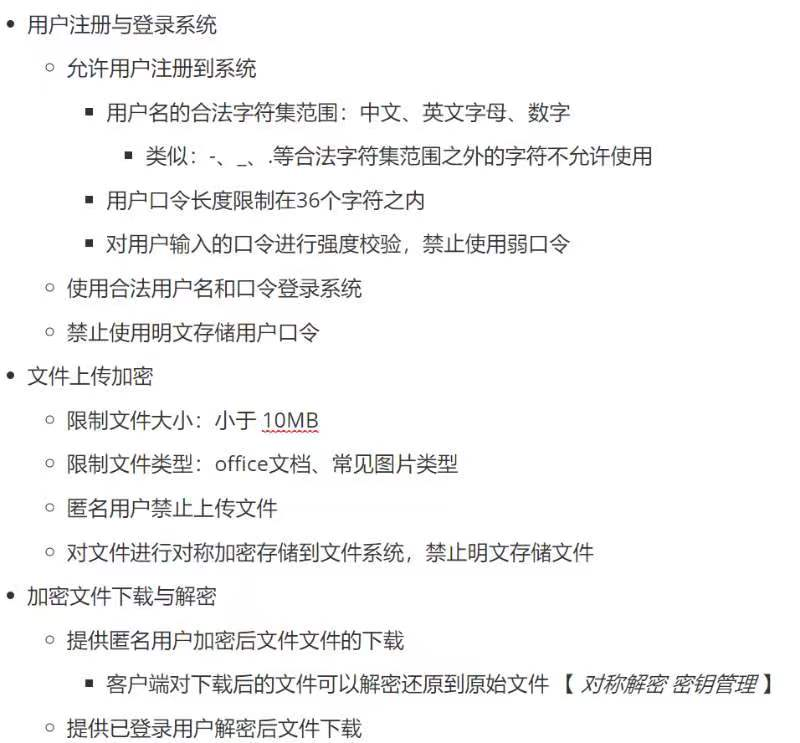 用户注册与登录系统
允许用户注册到系统
用户名的合法字符集范围：中文、英文字母、数字
类似：-、_、.等合法字符集范围之外的字符不允许使用
用户口令长度限制在36个字符之内
对用户输入的口令进行强度校验，禁止使用弱口令
使用合法用户名和口令登录系统
禁止使用明文存储用户口令
文件上传加密
限制文件大小：小于 10MB
限制文件类型：office文档、常见图片类型
匿名用户禁止上传文件
对文件进行对称加密存储到文件系统，禁止明文存储文件
加密文件下载与解密
提供匿名用户加密后文件文件的下载
客户端对下载后的文件可以解密还原到原始文件 【 对称解密 密钥管理 】
提供已登录用户解密后文件下载